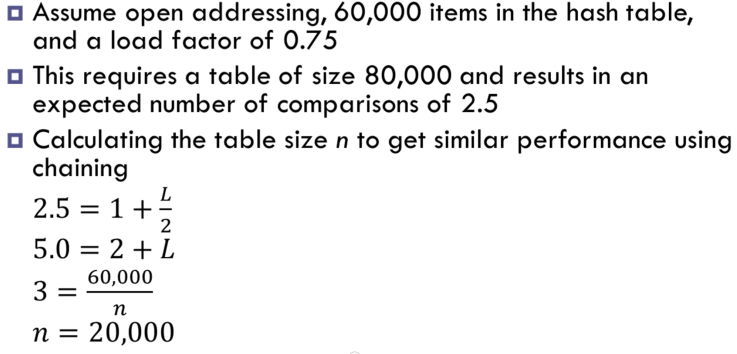 Assume open addressing, 60,000 items in the hash table,
and a load factor of 0.75
This requires a table of size 80,000 and results in an
expected number of comparisons of 2.5
Calculating the table size n to get similar performance using
chaining
2.5 = 1 + L/2
5.0 = 2 + L
3 = 60,000/n
n = 20,000